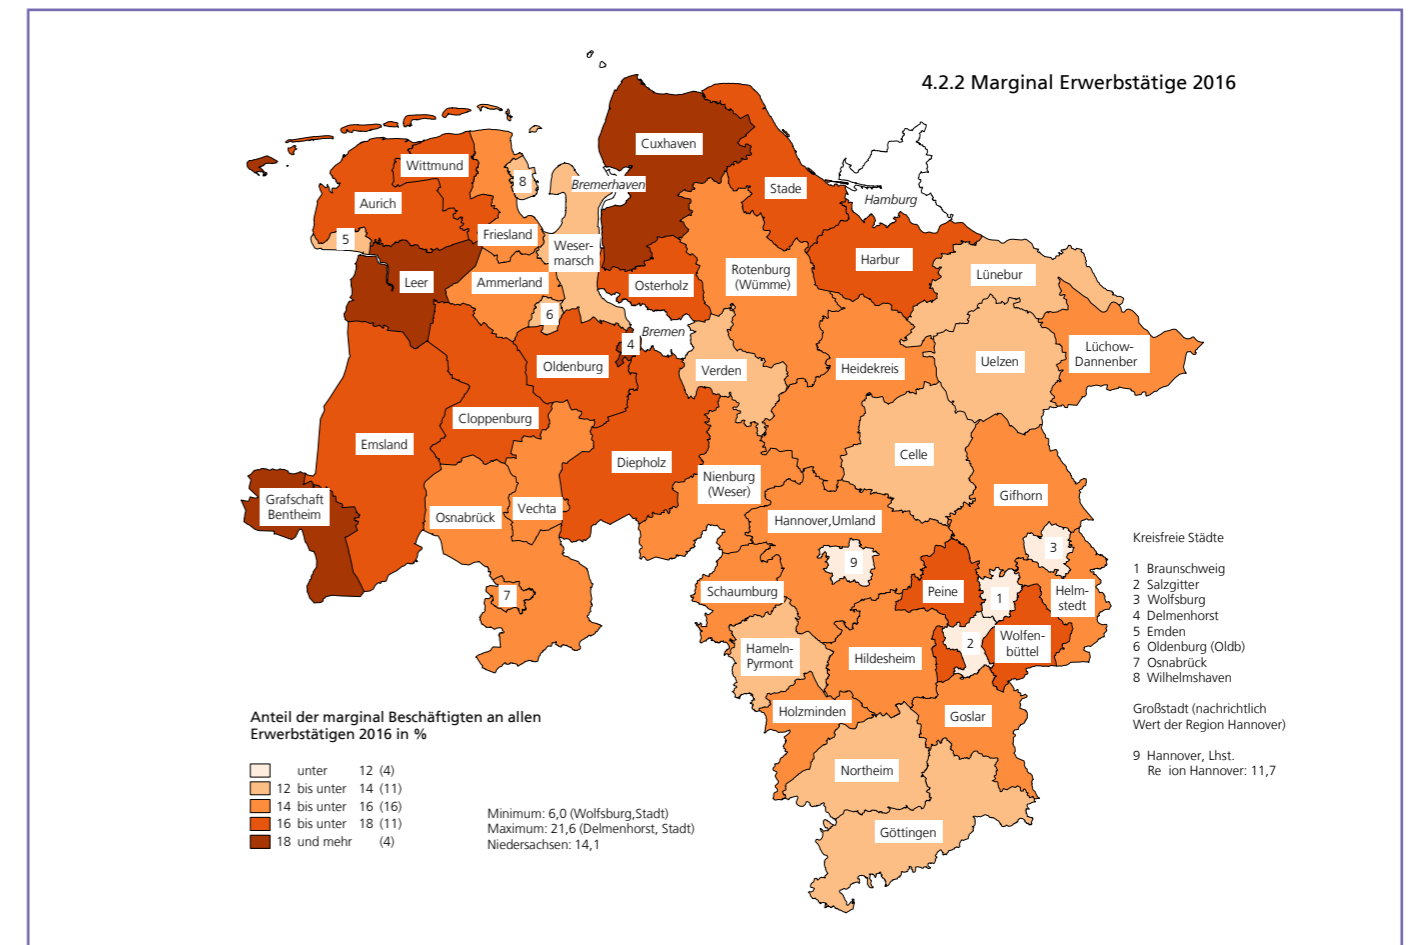 4.2.2 Marginal Erwerbstätige 2016
Cuxhaven
Wittmund
8
Bremerhaven
Stade
Hamburg
Aurich
5
Friesland
Weser-
marsch
Harbur
Lünebur
Leer
Ammerland
Osterholz
Rotenburg
(Wümme)
6
Bremen
4
Oldenburg
Verden
Heidekreis
Uelzen
Lüchow-
Dannenber
Cloppenburg
Emsland
Diepholz
Celle
Nienburg
(Weser)
Gifhorn
Grafschaft
Bentheim
Osnabrück
Vechta
Hannover,Umland
9
3
7
Schaumburg
Peine
1
Helm-
stedt
2
Wolfen-
büttel
Hameln-
Pyrmont
Hildesheim
Holzminden
Goslar
Northeim
Göttingen
Kreisfreie Städte
1 Braunschweig
2 Salzgitter
3 Wolfsburg
4 Delmenhorst
5 Emden
6 Oldenburg (Oldb)
7 Osnabrück
8 Wilhelmshaven
Großstadt (nachrichtlich
Wert der Region Hannover)
9 Hannover, Lhst.
Re ion Hannover: 11,7
Anteil der marginal Beschäftigten an allen
Erwerbstätigen 2016 in %
unter 12 (4)
12 bis unter 14 (11)
14 bis unter 16 (16)
16 bis unter 18 (11)
18 und mehr (4)
Minimum: 6,0 (Wolfsburg,Stadt)
Maximum: 21,6 (Delmenhorst, Stadt)
Niedersachsen: 14,1